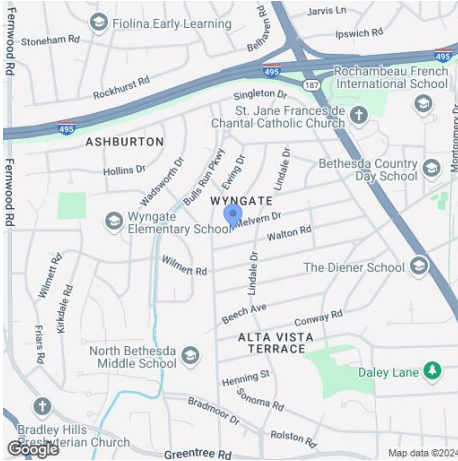 Fernwood Rd
Fiolina Early Learning
Stoneham Rd
Belhaven Rd
Jarvis Ln
Ipswich Rd
Rockhurst Rd
495
495
495
187
Singleton Dr
Rochambeau French
International School
St. Jane Frances de
Chantal Catholic Church
ASHBURTON
Hollins Dr
Wadsworth Dr
Bulls Run Pkwy
Ewing Dr
Lindale Dr
Bethesda Country
Day School
Montgomery Dr
Fernwood Rd
WYNGATE
Wyngate
Elementary School
Melvern Dr
Walton Rd
Wilmett Rd
Wilmett Rd
Kirkdale Rd
Lindale Dr
The Diener School
Beech Ave
Conway Rd
Friars Rd
North Bethesda
Middle School
ALTA VISTA
TERRACE
Daley Lane
Henning St
Bradmoor Dr
Sonoma Rd
Bradley Hills
Presbyterian Church
Rolston Rd
Greentree Rd
Google
Map data ©2024